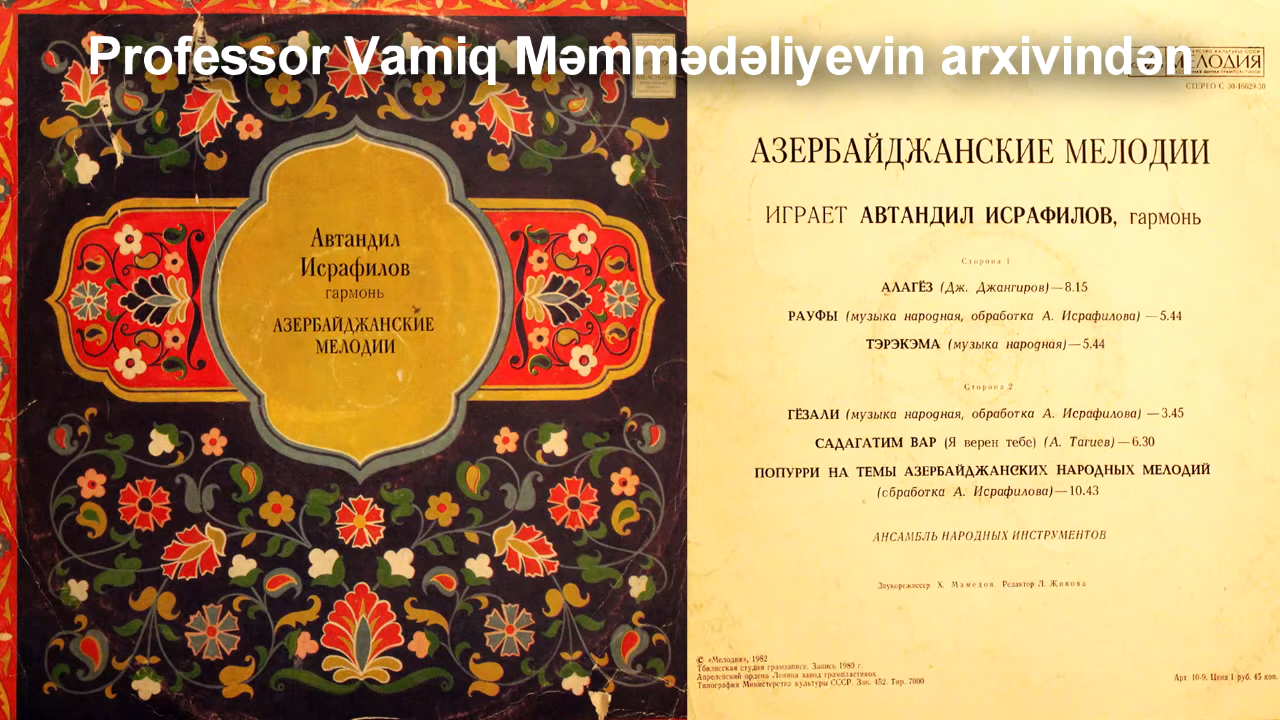 Professor Vamiq Məmmədəliyevin arxivindən
Автандил
Исрафилов
гармонь
АЗЕРБАЙДЖАНСКИЕ
МЕЛОДИИ
МЕЛОДИЯ
СТЕРЕО С 30-16629-30
АЗЕРБАЙДЖАНСКИЕ МЕЛОДИИ
ИГРАЕТ АВТАНДИЛ ИСРАФИЛОВ, гармонь
Сторона 1
АЛАГЁЗ (Дж. Джангиров) — 8.15
РАУФЫ (музыка народная, обработка А. Исрафилова) — 5.44
ТЭРЭКЭМА (музыка народная) — 5.44
Сторона 2
ГЁЗАЛИ (музыка народная, обработка А. Исрафилова) — 3.45
САДАГАТИМ ВАР (Я верен тебе) (А. Тагиев) — 6.30
ПОПУРРИ НА ТЕМЫ АЗЕРБАЙДЖАНСКИХ НАРОДНЫХ МЕЛОДИЙ
(обработка А. Исрафилова) — 10.43
АНСАМБЛЬ НАРОДНЫХ ИНСТРУМЕНТОВ
Звукорежиссер Х. Мамедов. Редактор Л. Живова
© «Мелодия», 1982
Тбилисская студия грамзаписи. Запись 1980 г.
Апрелевский ордена Ленина завод грампластинок
Типография Министерства культуры СССР. Зак. 452. Тир. 7000
Арт. 10-9. Цена 1 руб. 45 коп.